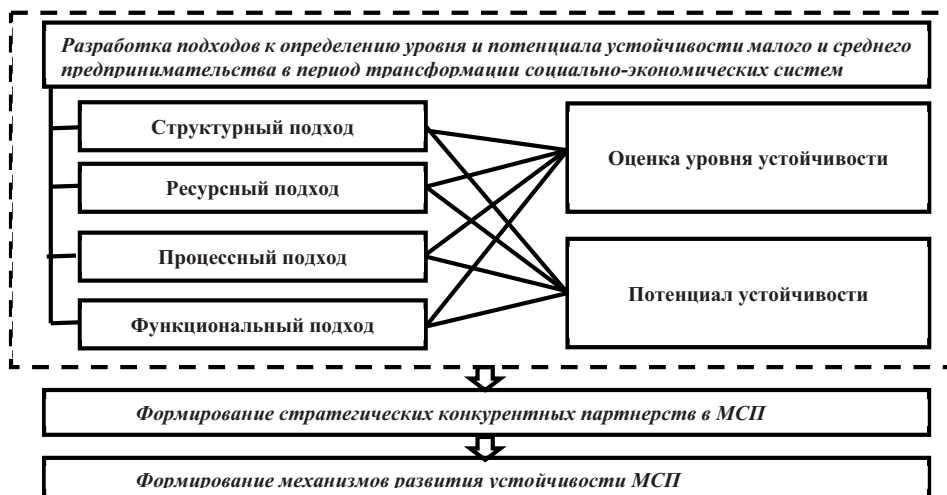 Разработка подходов к определению уровня и потенциала устойчивости малого и среднего
предпринимательства в период трансформации социально-экономических систем
Структурный подход
Оценка уровня устойчивости
Ресурсный подход
Процессный подход
Потенциал устойчивости
Функциональный подход
Формирование стратегических конкурентных партнерств в МСП
Формирование механизмов развития устойчивости МСП